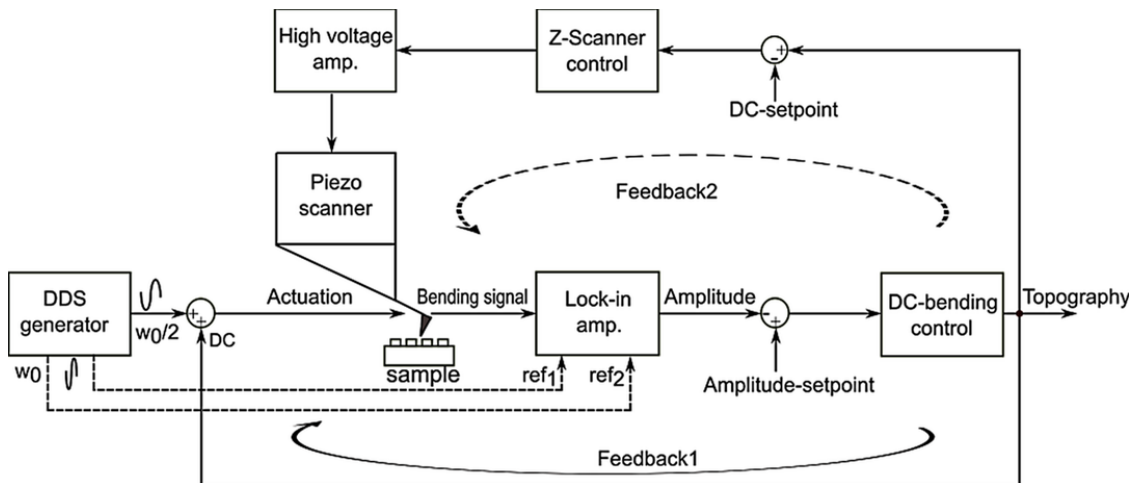 High voltage
amp.
Z-Scanner
control
+
-
DC-setpoint
Piezo
scanner
Feedback2
DDS
generator
w0/2
+
+
DC
Actuation
Bending signal
Lock-in
amp.
Amplitude
-
DC-bending
control
Topography
w0
sample
ref1
ref2
Amplitude-setpoint
Feedback1